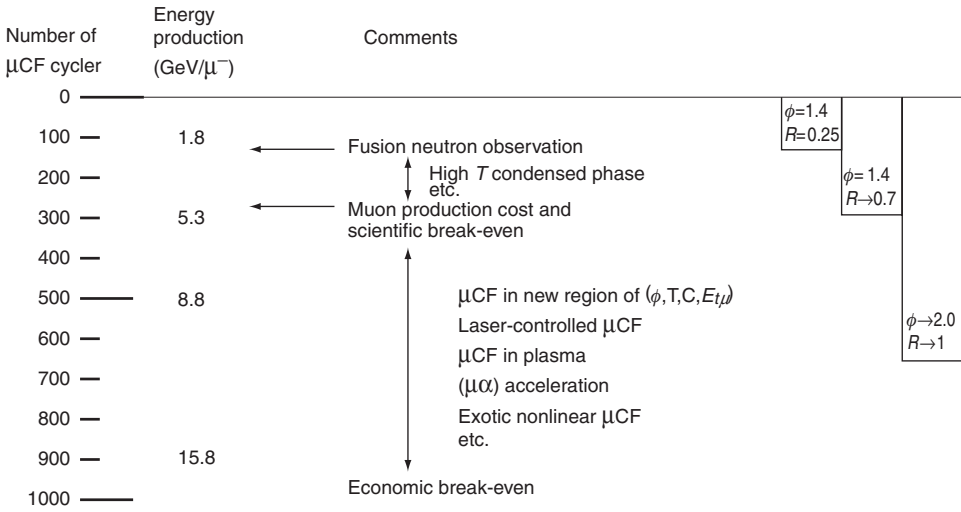 Number of
μCF cycler
Energy
production
(GeV/μ⁻)
Comments
0
100 1.8
200
300 5.3
400
500 8.8
600
700
800
900 15.8
1000
Fusion neutron observation
High T condensed phase
etc.
Muon production cost and
scientific break-even
μCF in new region of (ϕ,T,C,Etμ)
Laser-controlled μCF
μCF in plasma
(μα) acceleration
Exotic nonlinear μCF
etc.
Economic break-even
ϕ=1.4
R=0.25
ϕ=1.4
R→0.7
ϕ→2.0
R→1